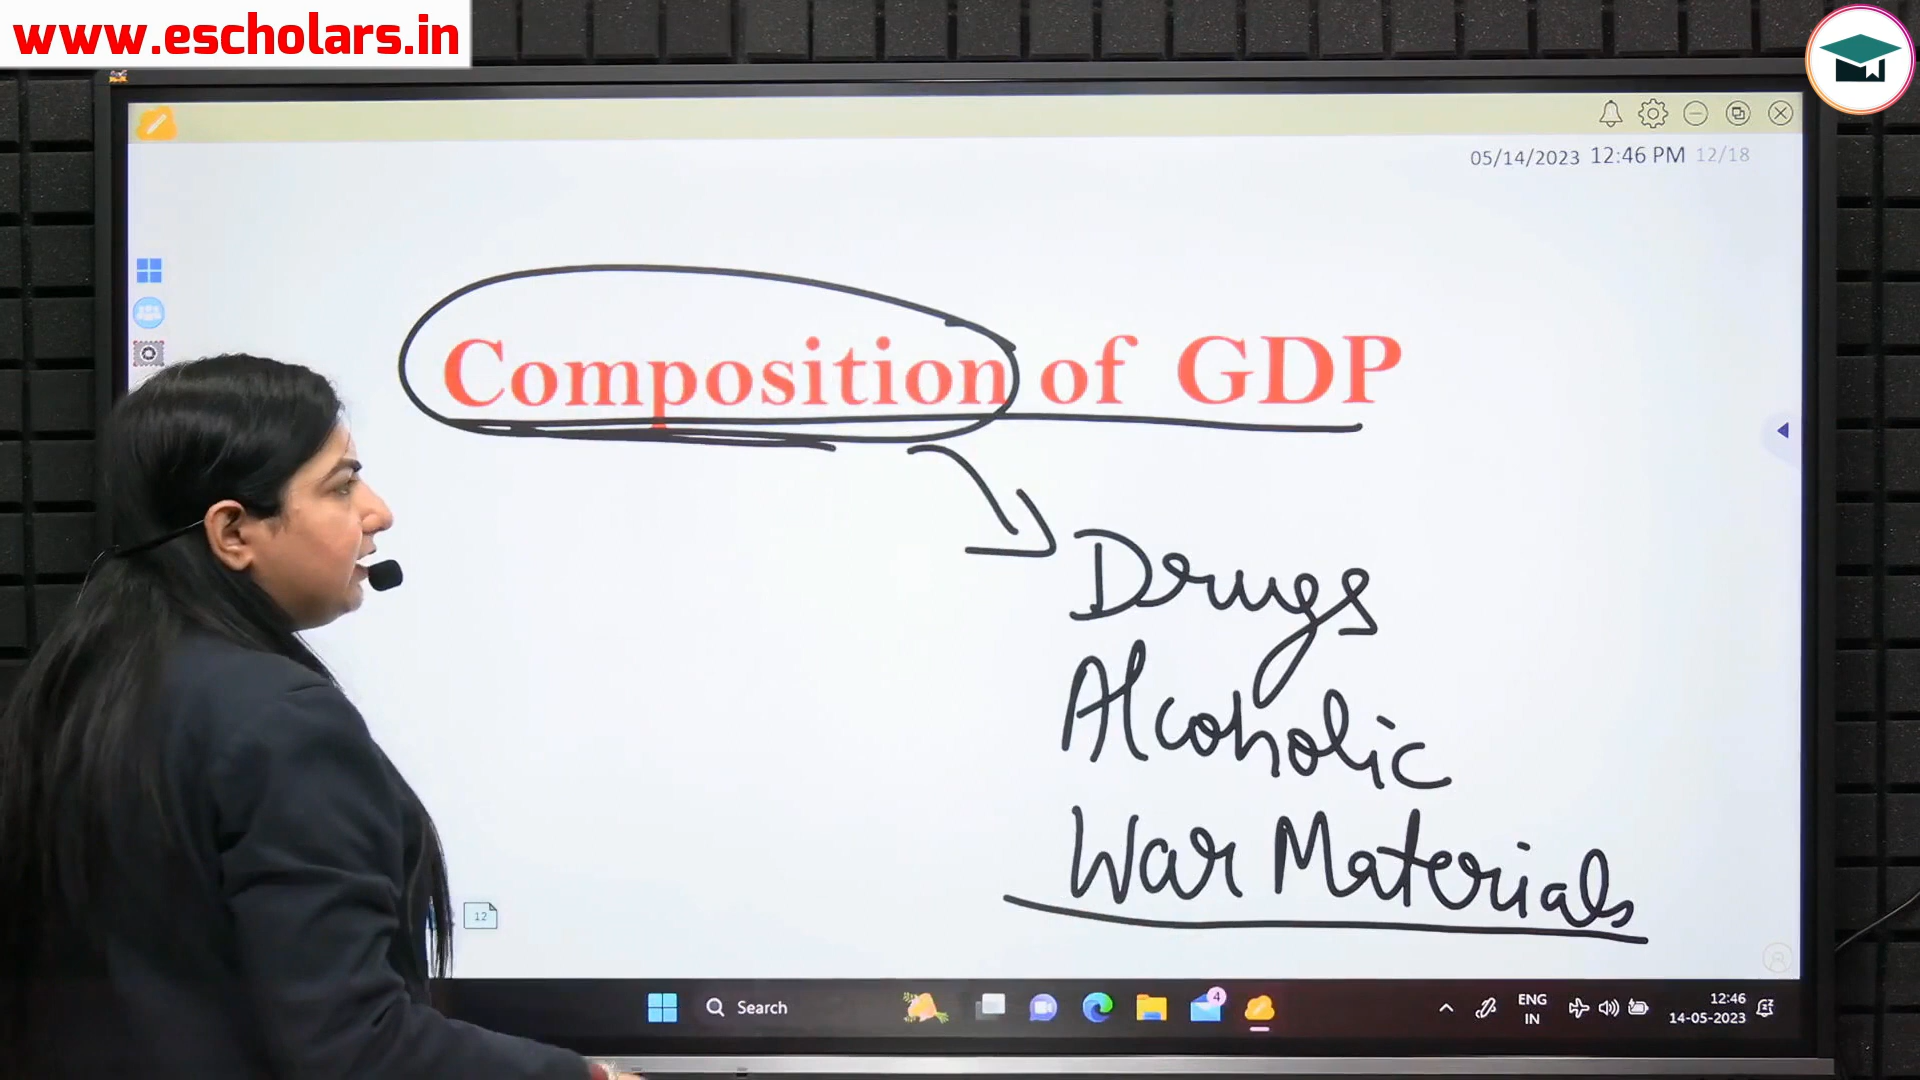 www.escholars.in
05/14/2023 12:46 PM 12/18
Composition of GDP
Drugs
Alcoholic
War Materials
12
Search
4
ENG
IN
12:46
14-05-2023